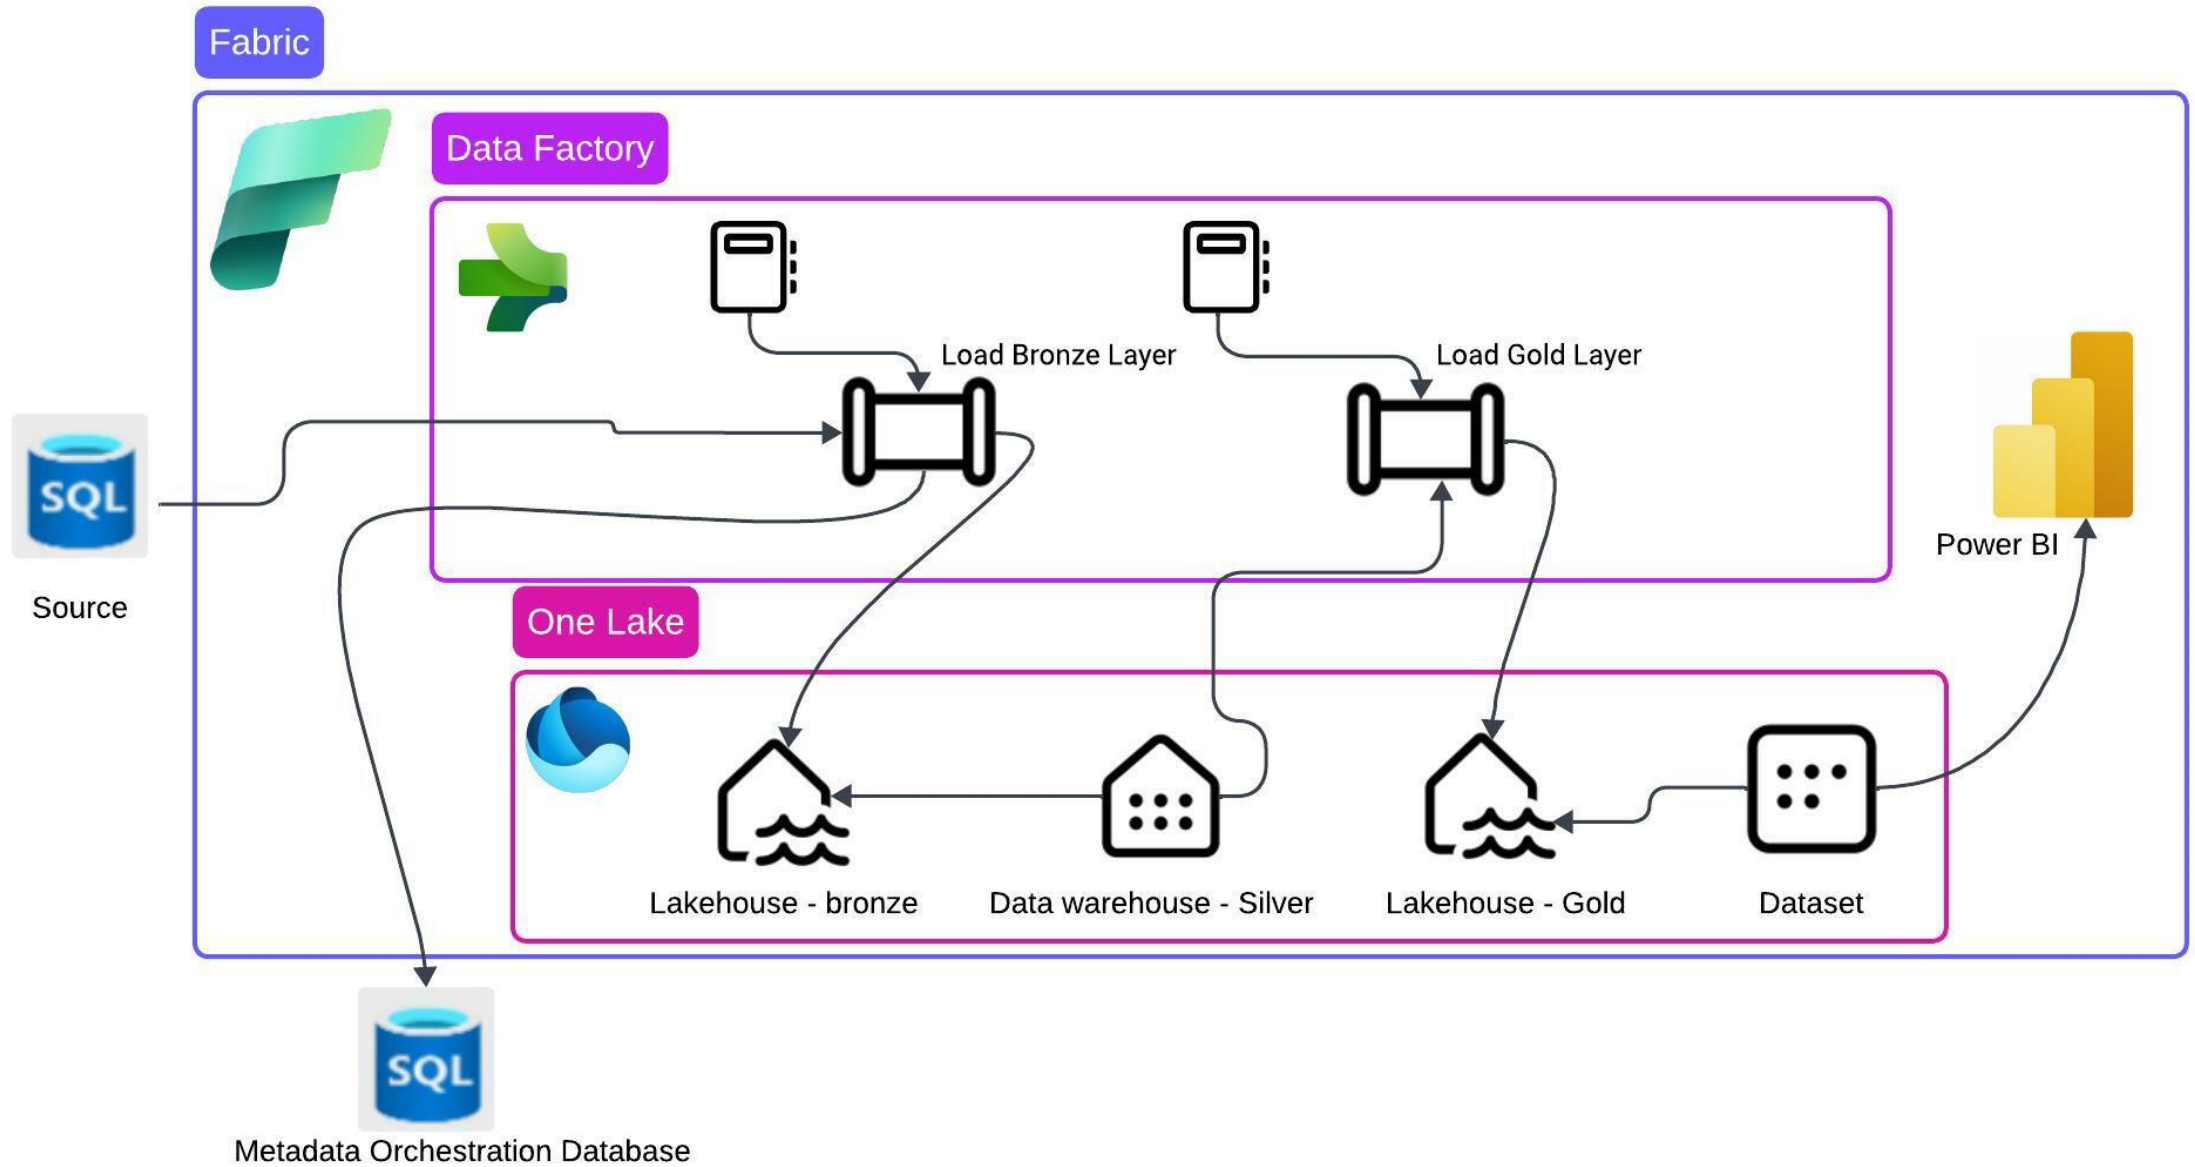 Fabric
Data Factory
Load Bronze Layer
Load Gold Layer
SQL
Source
Power BI
One Lake
Lakehouse - bronze
Data warehouse - Silver
Lakehouse - Gold
Dataset
SQL
Metadata Orchestration Database